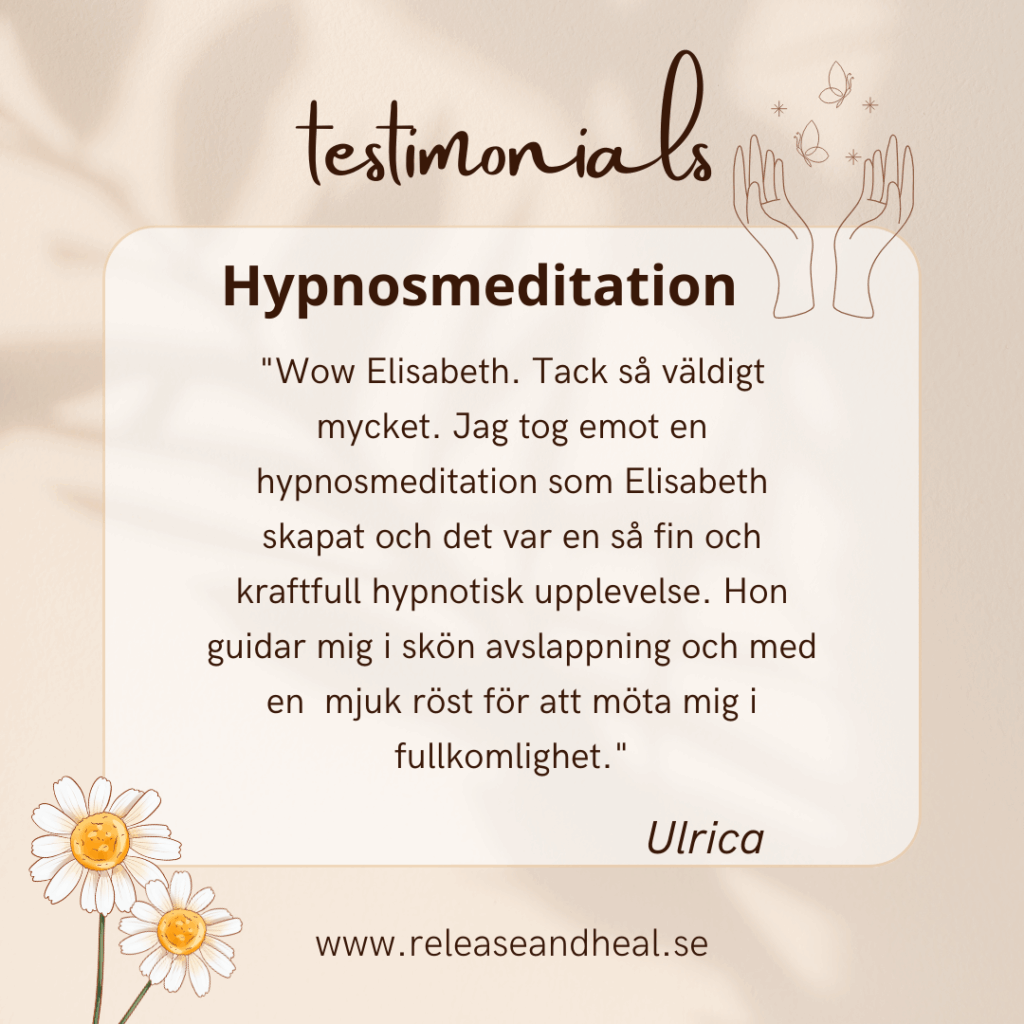 testimonials
Hypnosmeditation
"Wow Elisabeth. Tack så väldigt
mycket. Jag tog emot en
hypnosmeditation som Elisabeth
skapat och det var en så fin och
kraftfull hypnotisk upplevelse. Hon
guidar mig i skön avslappning och med
en  mjuk röst för att möta mig i
fullkomlighet."
Ulrica
www.releaseandheal.se